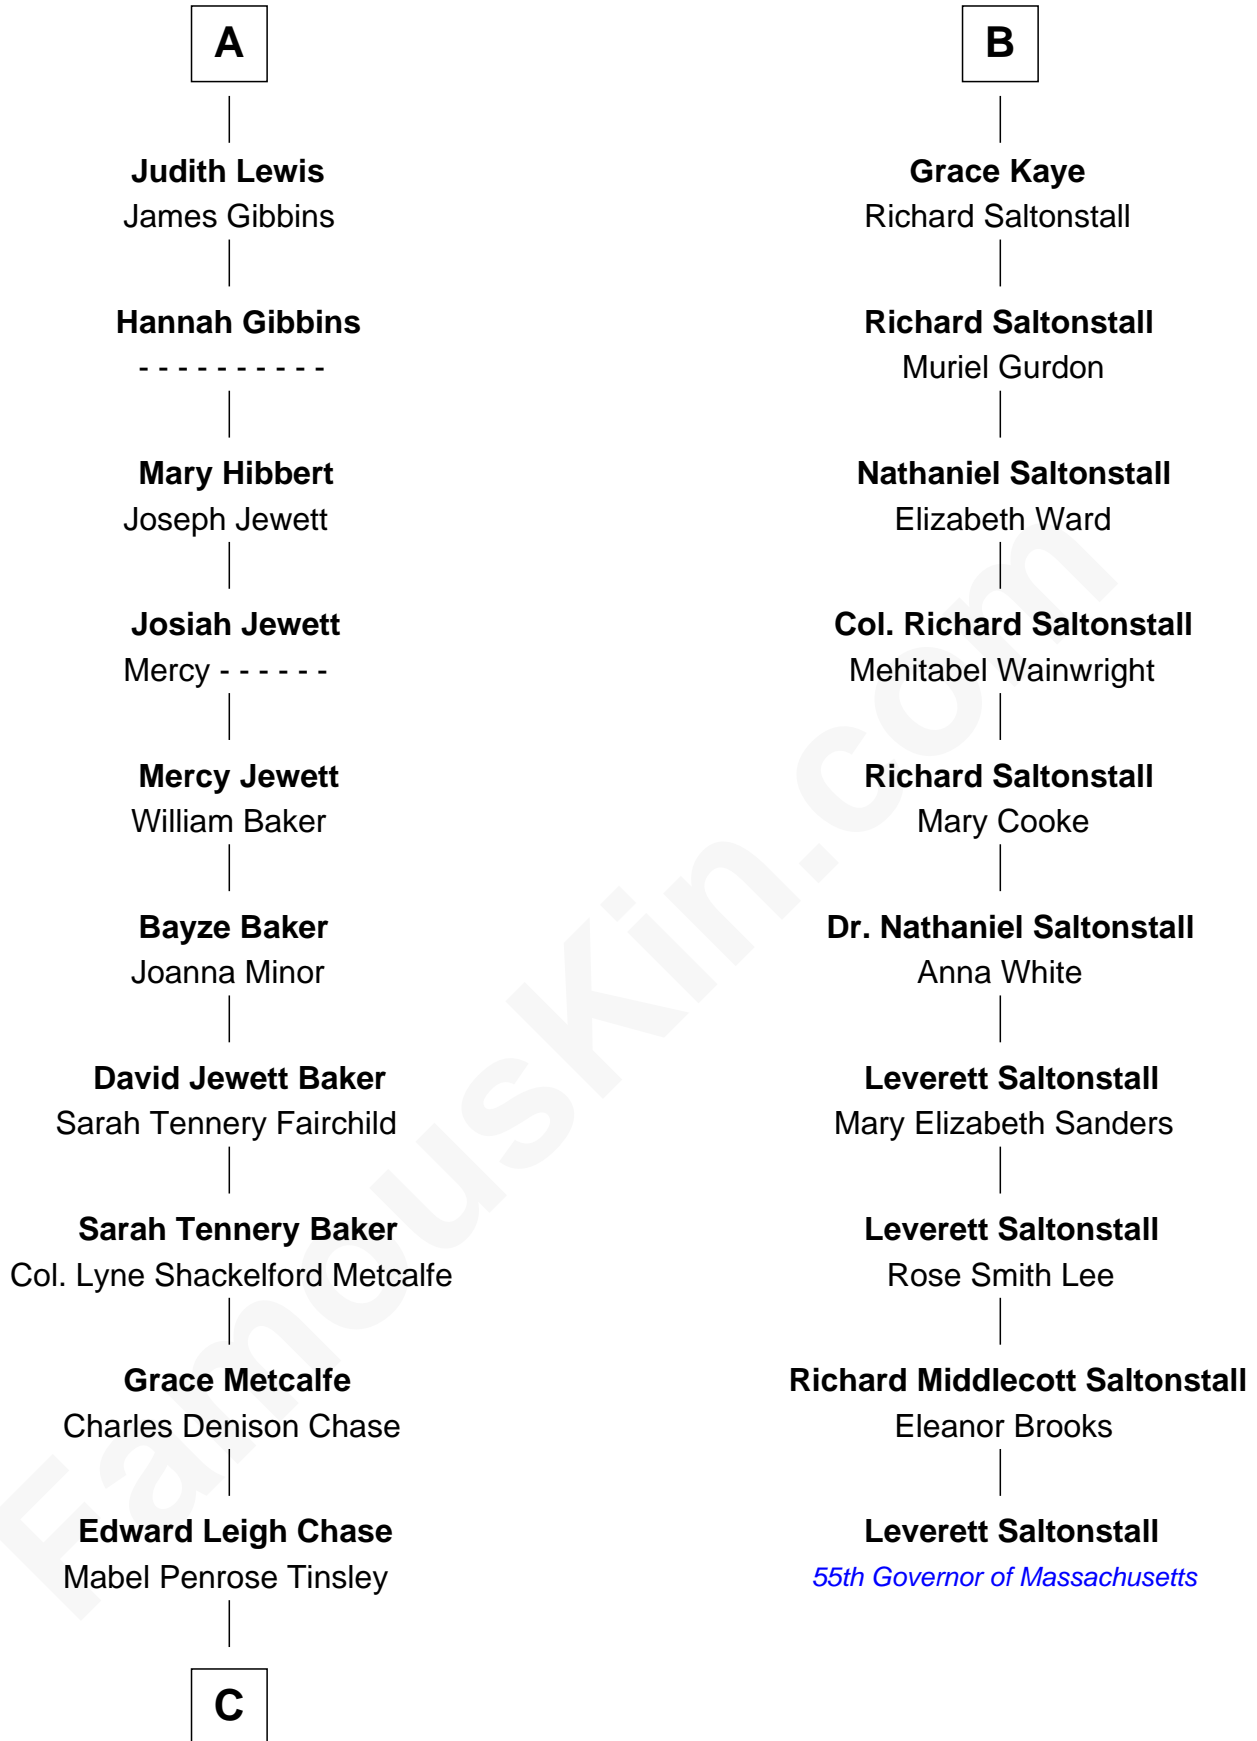 A
Judith Lewis
James Gibbins
Hannah Gibbins
- - - - - - - - - -
Mary Hibbert
Joseph Jewett
Josiah Jewett
Mercy - - - - - -
Mercy Jewett
William Baker
Bayze Baker
Joanna Minor
David Jewett Baker
Sarah Tennery Fairchild
Sarah Tennery Baker
Col. Lyne Shackelford Metcalfe
Grace Metcalfe
Charles Denison Chase
Edward Leigh Chase
Mabel Penrose Tinsley
C
B
Grace Kaye
Richard Saltonstall
Richard Saltonstall
Muriel Gurdon
Nathaniel Saltonstall
Elizabeth Ward
Col. Richard Saltonstall
Mehitabel Wainwright
Richard Saltonstall
Mary Cooke
Dr. Nathaniel Saltonstall
Anna White
Leverett Saltonstall
Mary Elizabeth Sanders
Leverett Saltonstall
Rose Smith Lee
Richard Middlecott Saltonstall
Eleanor Brooks
Leverett Saltonstall
55th Governor of Massachusetts
FamousKin.com